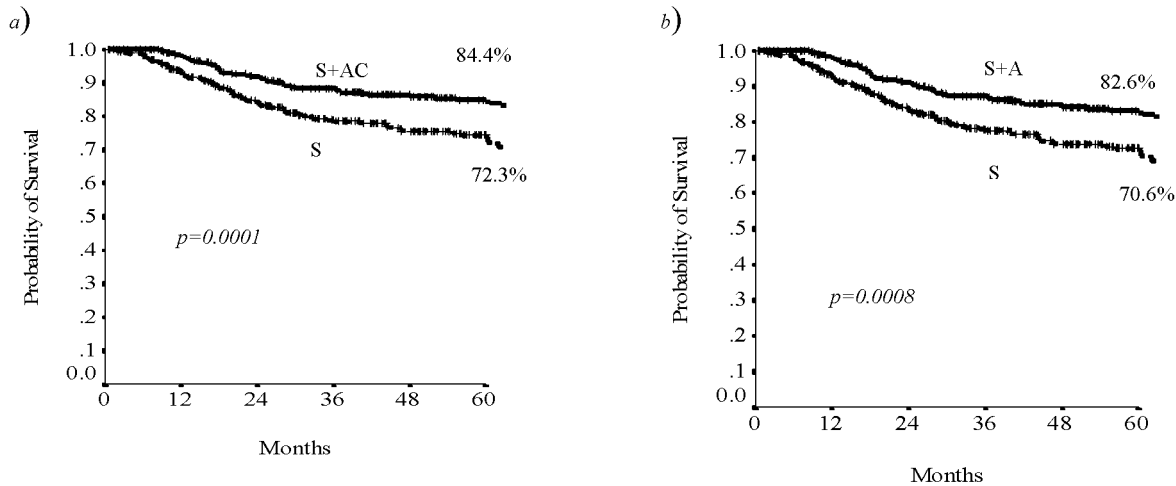 a)
1.0
.9
.8
.7
.6
.5
.4
.3
.2
.1
0.0
0 12 24 36 48 60
Probability of Survival
Months
S+AC
84.4%
S
72.3%
p=0.0001
b)
1.0
.9
.8
.7
.6
.5
.4
.3
.2
.1
0.0
0 12 24 36 48 60
Probability of Survival
Months
S+A
82.6%
S
70.6%
p=0.0008